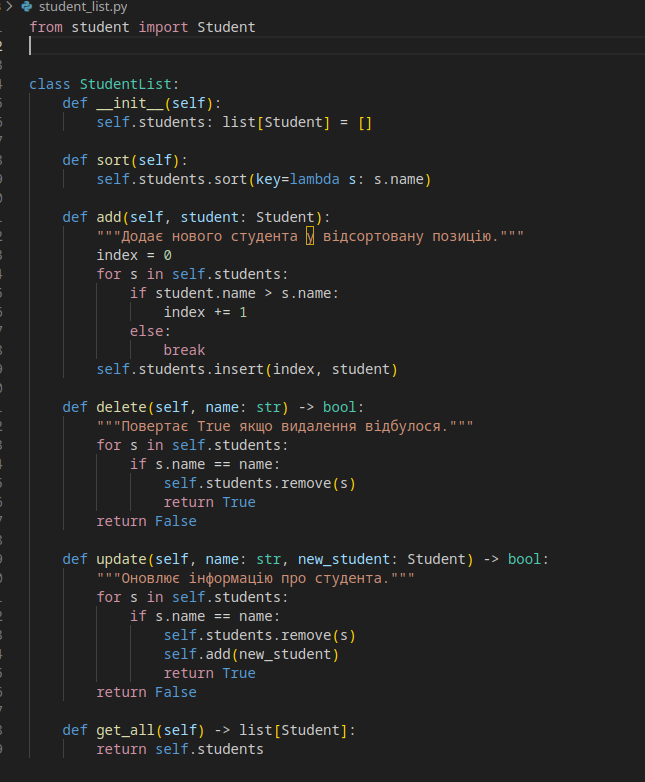 student_list.py
from student import Student
class StudentList:
def __init__(self):
self.students: list[Student] = []
def sort(self):
self.students.sort(key=lambda s: s.name)
def add(self, student: Student):
"""Додає нового студента у відсортовану позицію."""
index = 0
for s in self.students:
if student.name > s.name:
index += 1
else:
break
self.students.insert(index, student)
def delete(self, name: str) -> bool:
"""Повертає True якщо видалення відбулося."""
for s in self.students:
if s.name == name:
self.students.remove(s)
return True
return False
def update(self, name: str, new_student: Student) -> bool:
"""Оновлює інформацію про студента."""
for s in self.students:
if s.name == name:
self.students.remove(s)
self.add(new_student)
return True
return False
def get_all(self) -> list[Student]:
return self.students